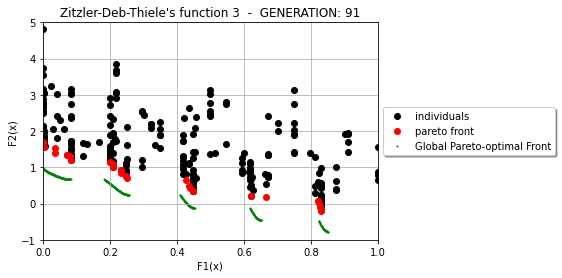 Zitzler-Deb-Thiele's function 3 - GENERATION: 91
5
4
3
2
1
0
−1
F2(x)
0.0 0.2 0.4 0.6 0.8 1.0
F1(x)
individuals
pareto front
Global Pareto-optimal Front